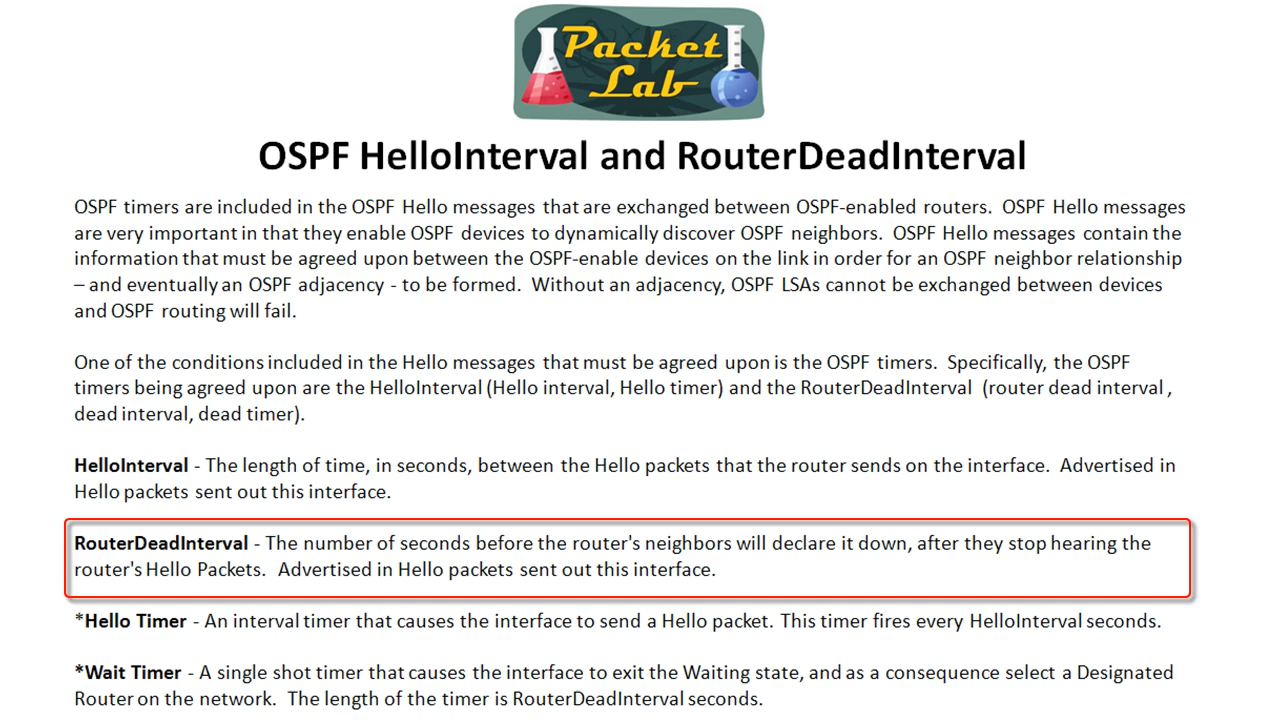 Packet
Lab
OSPF HelloInterval and RouterDeadInterval
OSPF timers are included in the OSPF Hello messages that are exchanged between OSPF-enabled routers. OSPF Hello messages
are very important in that they enable OSPF devices to dynamically discover OSPF neighbors. OSPF Hello messages contain the
information that must be agreed upon between the OSPF-enable devices on the link in order for an OSPF neighbor relationship
– and eventually an OSPF adjacency - to be formed. Without an adjacency, OSPF LSAs cannot be exchanged between devices
and OSPF routing will fail.
One of the conditions included in the Hello messages that must be agreed upon is the OSPF timers. Specifically, the OSPF
timers being agreed upon are the HelloInterval (Hello interval, Hello timer) and the RouterDeadInterval (router dead interval ,
dead interval, dead timer).
HelloInterval - The length of time, in seconds, between the Hello packets that the router sends on the interface. Advertised in
Hello packets sent out this interface.
RouterDeadInterval - The number of seconds before the router's neighbors will declare it down, after they stop hearing the
router's Hello Packets. Advertised in Hello packets sent out this interface.
*Hello Timer - An interval timer that causes the interface to send a Hello packet. This timer fires every HelloInterval seconds.
*Wait Timer - A single shot timer that causes the interface to exit the Waiting state, and as a consequence select a Designated
Router on the network. The length of the timer is RouterDeadInterval seconds.